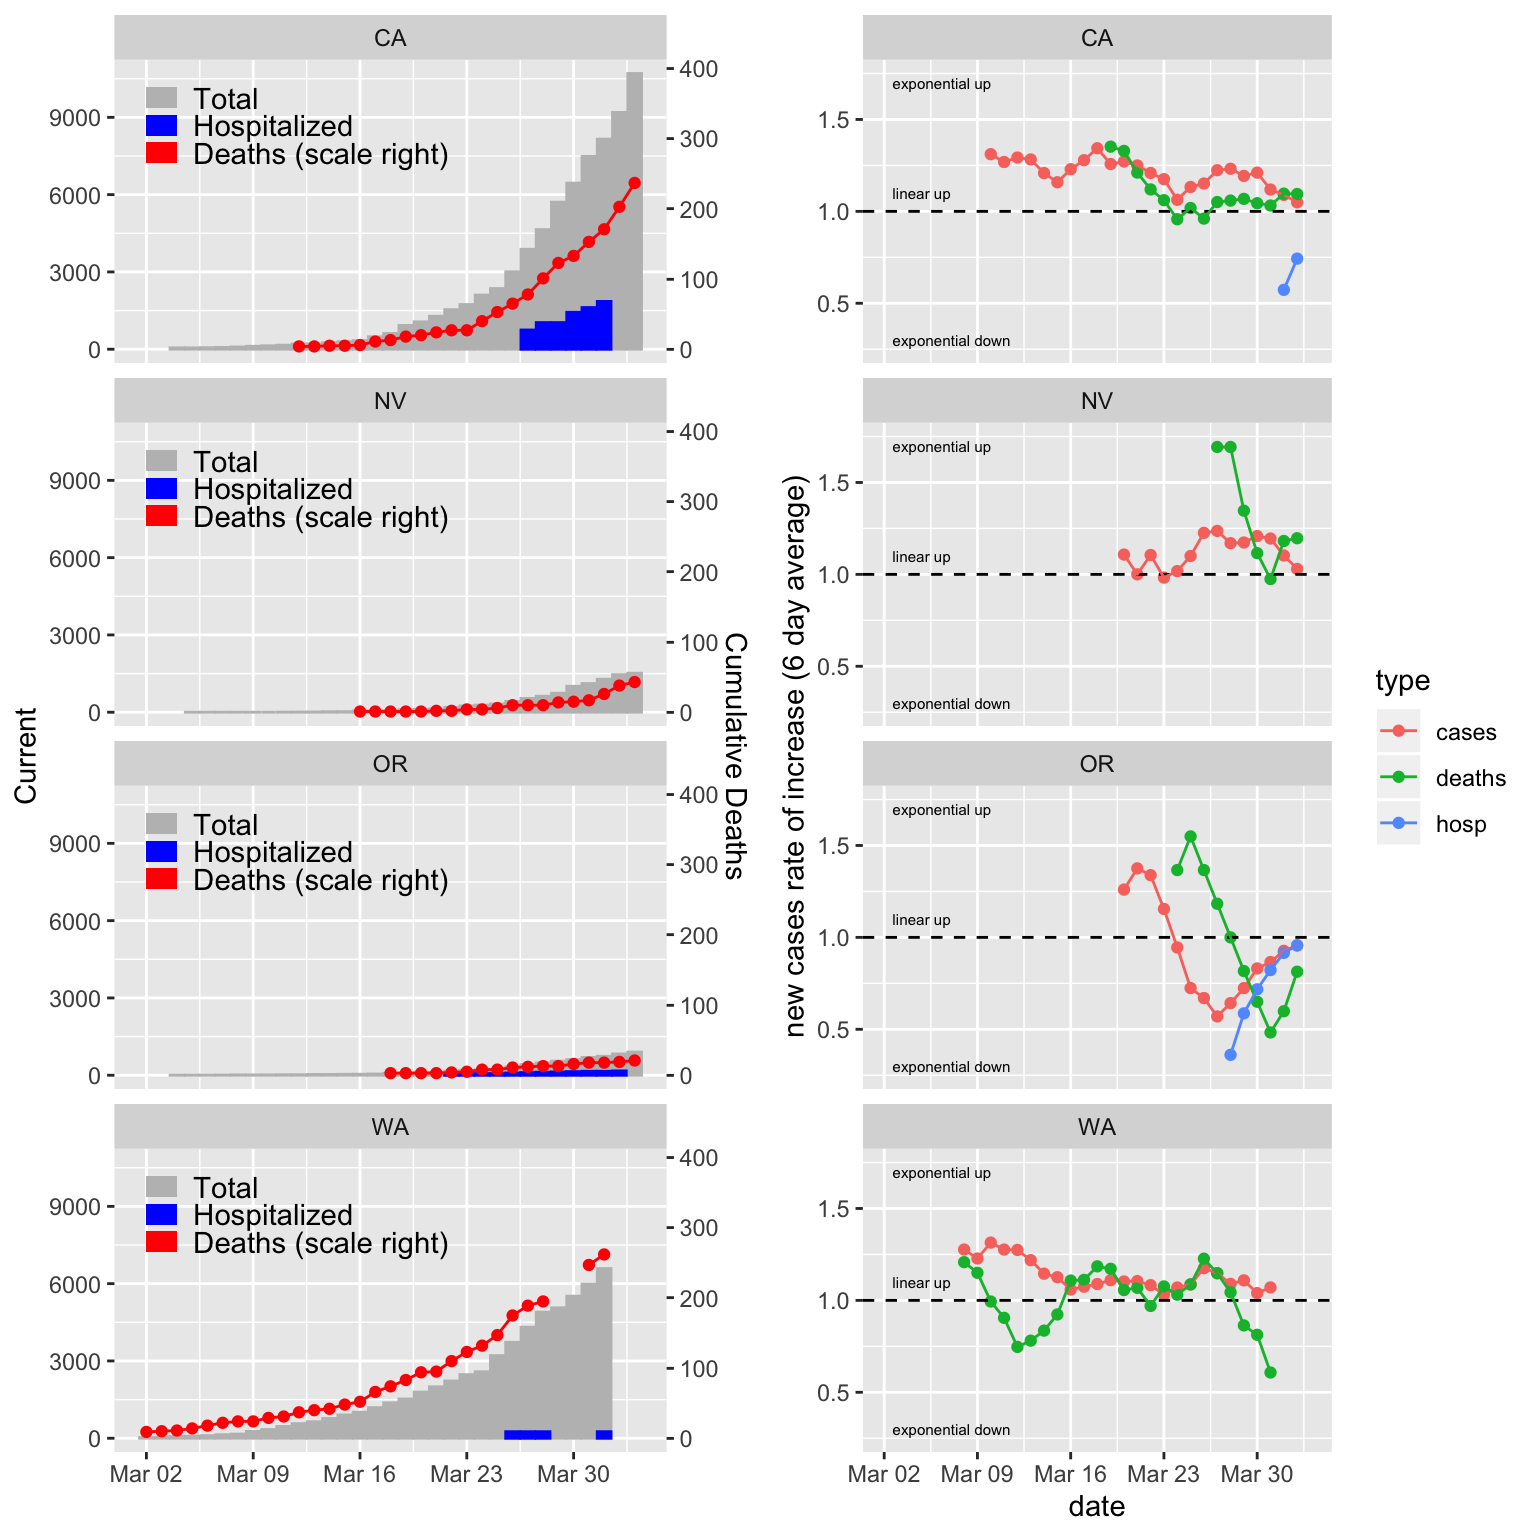 CA
Total
Hospitalized
Deaths (scale right)
9000
6000
3000
0
400
300
200
100
0
NV
Total
Hospitalized
Deaths (scale right)
9000
6000
3000
0
400
300
200
100
0
OR
Total
Hospitalized
Deaths (scale right)
9000
6000
3000
0
400
300
200
100
0
WA
Total
Hospitalized
Deaths (scale right)
9000
6000
3000
0
400
300
200
100
0
Mar 02 Mar 09 Mar 16 Mar 23 Mar 30
Current
Cumulative Deaths
CA
exponential up
linear up
exponential down
1.5
1.0
0.5
NV
exponential up
linear up
exponential down
1.5
1.0
0.5
OR
exponential up
linear up
exponential down
1.5
1.0
0.5
WA
exponential up
linear up
exponential down
1.5
1.0
0.5
Mar 02 Mar 09 Mar 16 Mar 23 Mar 30
date
new cases rate of increase (6 day average)
type
cases
deaths
hosp